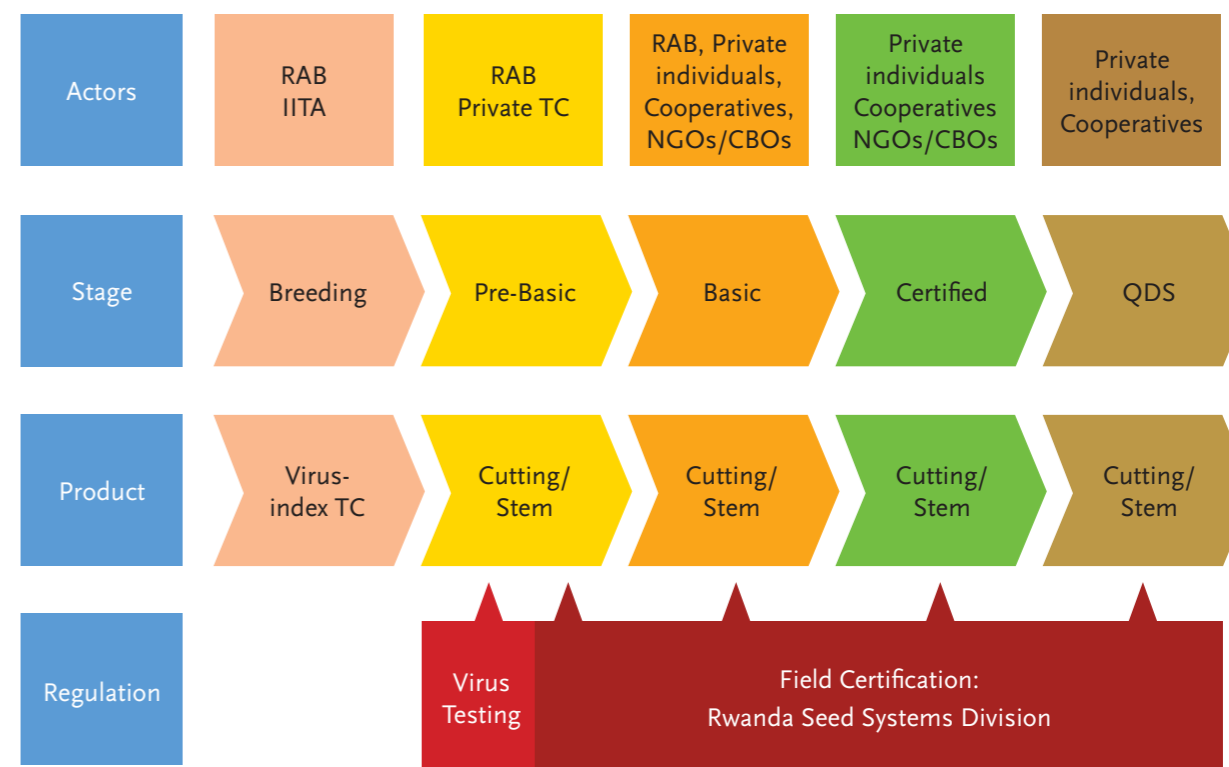 Actors
RAB
IITA
RAB
Private TC
RAB, Private
individuals,
Cooperatives,
NGOs/CBOs
Private
individuals
Cooperatives
NGOs/CBOs
Private
individuals,
Cooperatives
Stage
Breeding
Pre-Basic
Basic
Certified
QDS
Product
Virus-
index TC
Cutting/
Stem
Cutting/
Stem
Cutting/
Stem
Cutting/
Stem
Regulation
Virus
Testing
Field Certification:
Rwanda Seed Systems Division